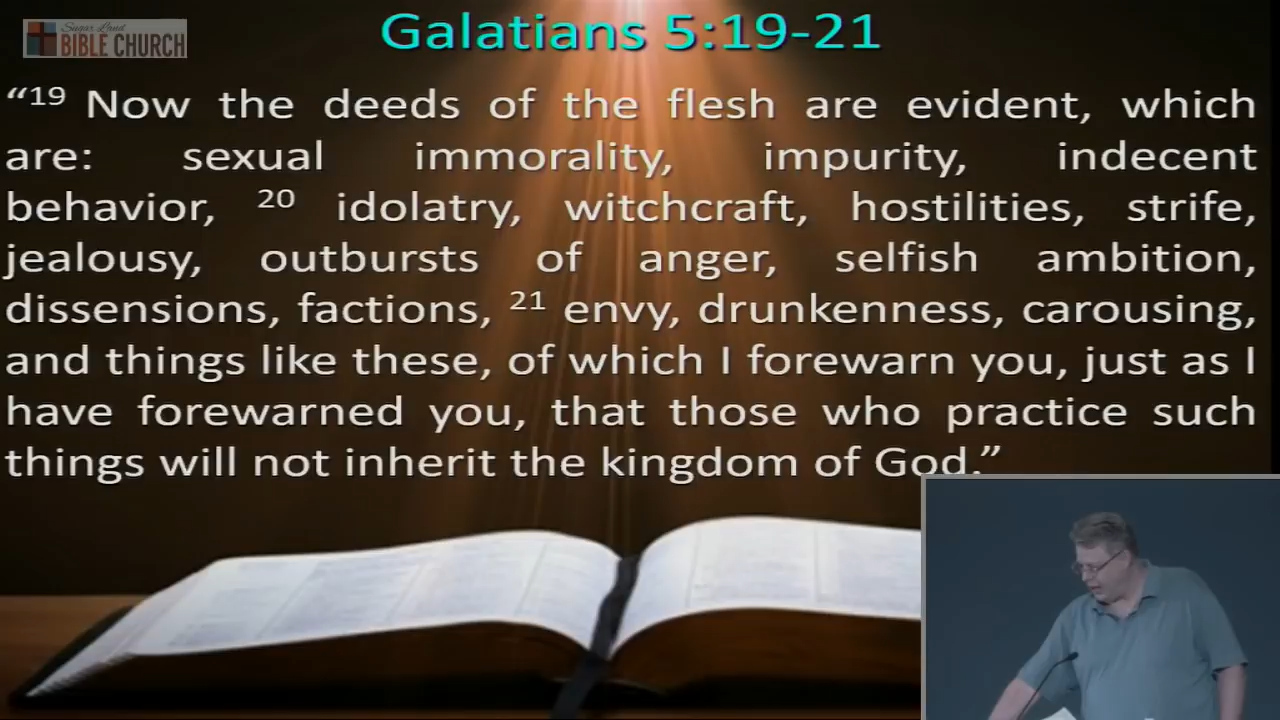 Sugar Land
BIBLE CHURCH
Galatians 5:19-21
“19 Now the deeds of the flesh are evident, which
are: sexual immorality, impurity, indecent
behavior, 20 idolatry, witchcraft, hostilities, strife,
jealousy, outbursts of anger, selfish ambition,
dissensions, factions, 21 envy, drunkenness, carousing,
and things like these, of which I forewarn you, just as I
have forewarned you, that those who practice such
things will not inherit the kingdom of God.”